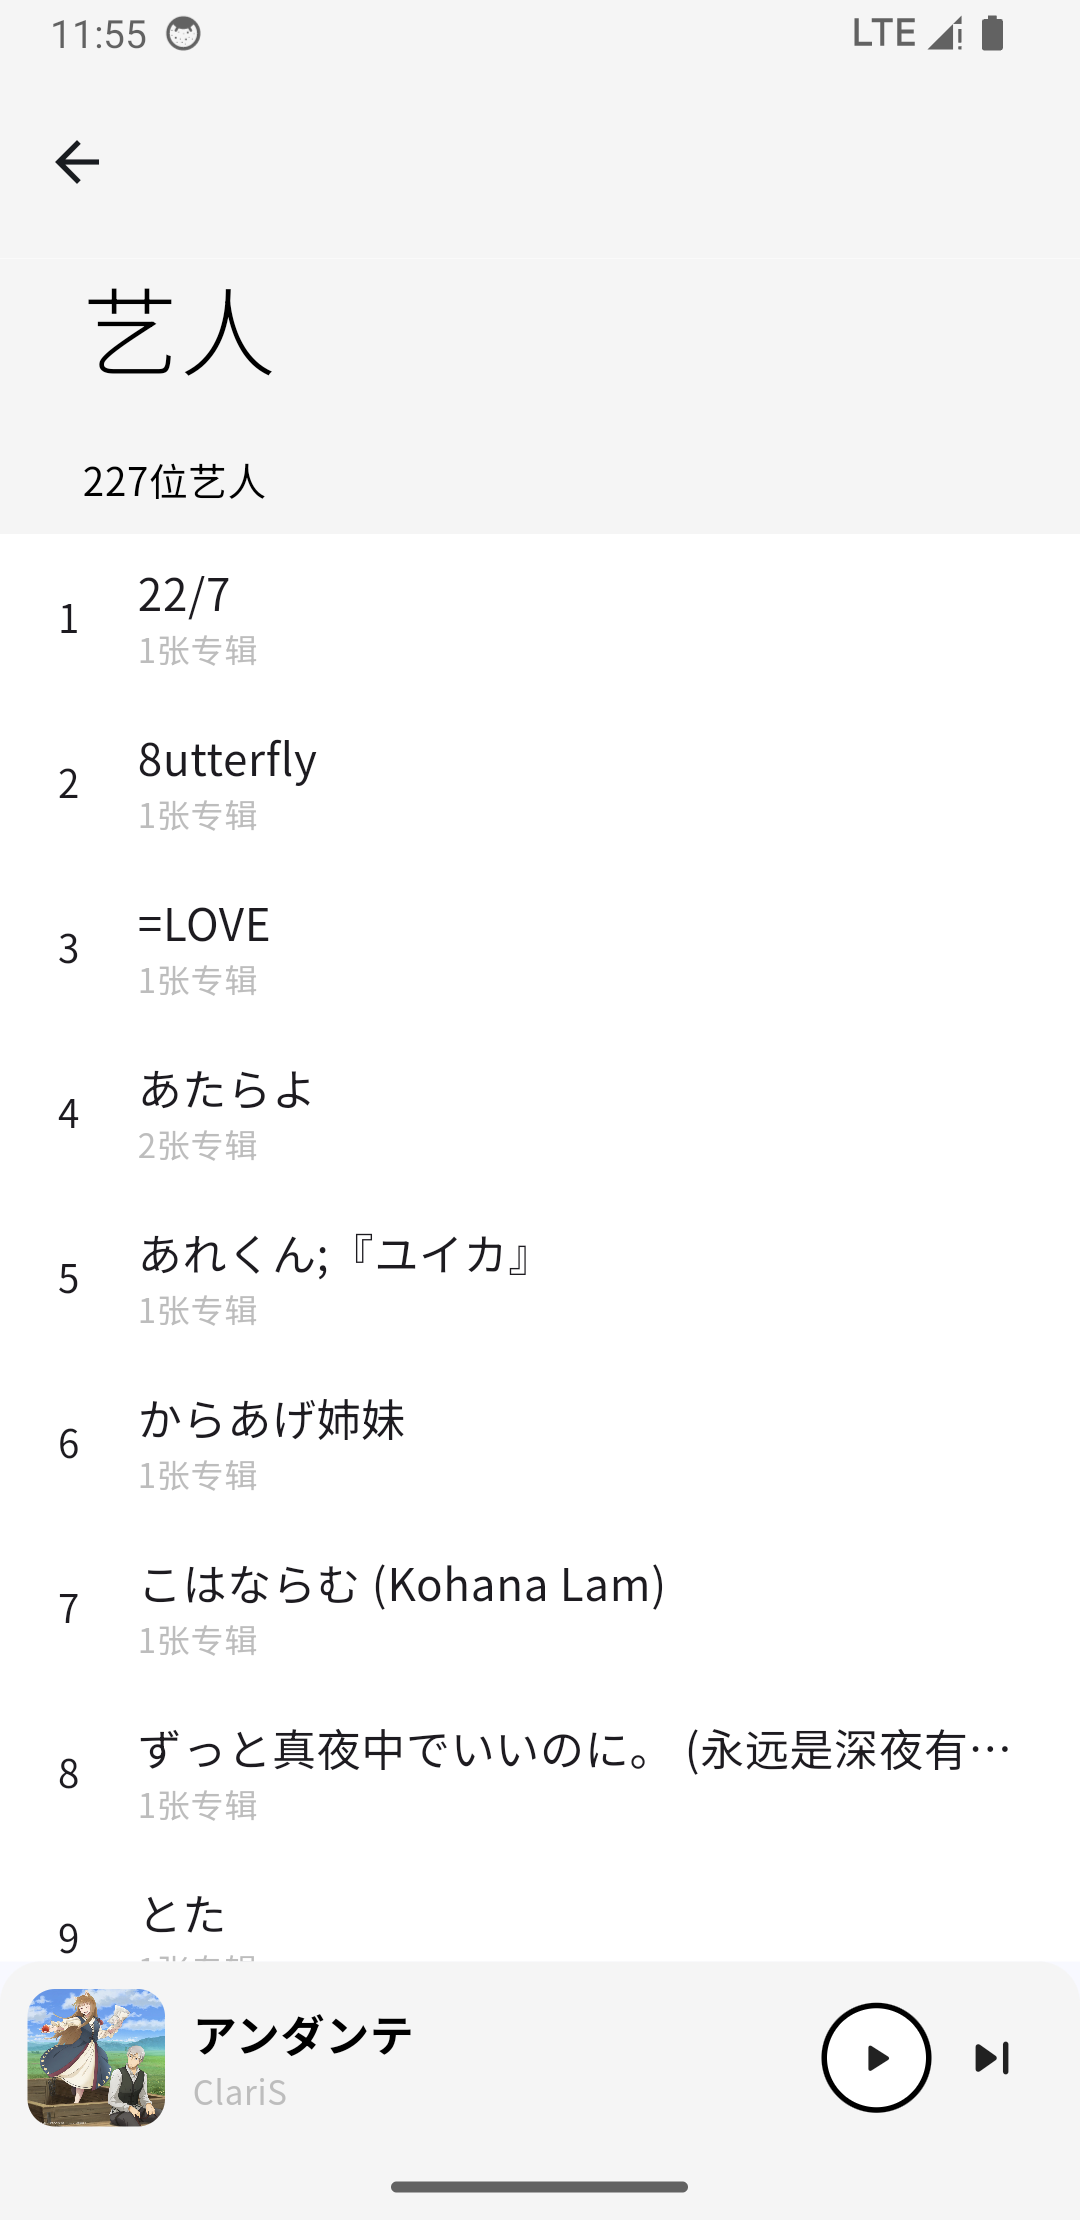 11:55
LTE
艺人
227位艺人
1
22/7
1张专辑
2
8utterfly
1张专辑
3
=LOVE
1张专辑
4
あたらよ
2张专辑
5
あれくん;『ユイカ』
1张专辑
6
からあげ姉妹
1张专辑
7
こはならむ (Kohana Lam)
1张专辑
8
ずっと真夜中でいいのに。 (永远是深夜有…
1张专辑
9
とた
1张专辑
アンダンテ
ClariS